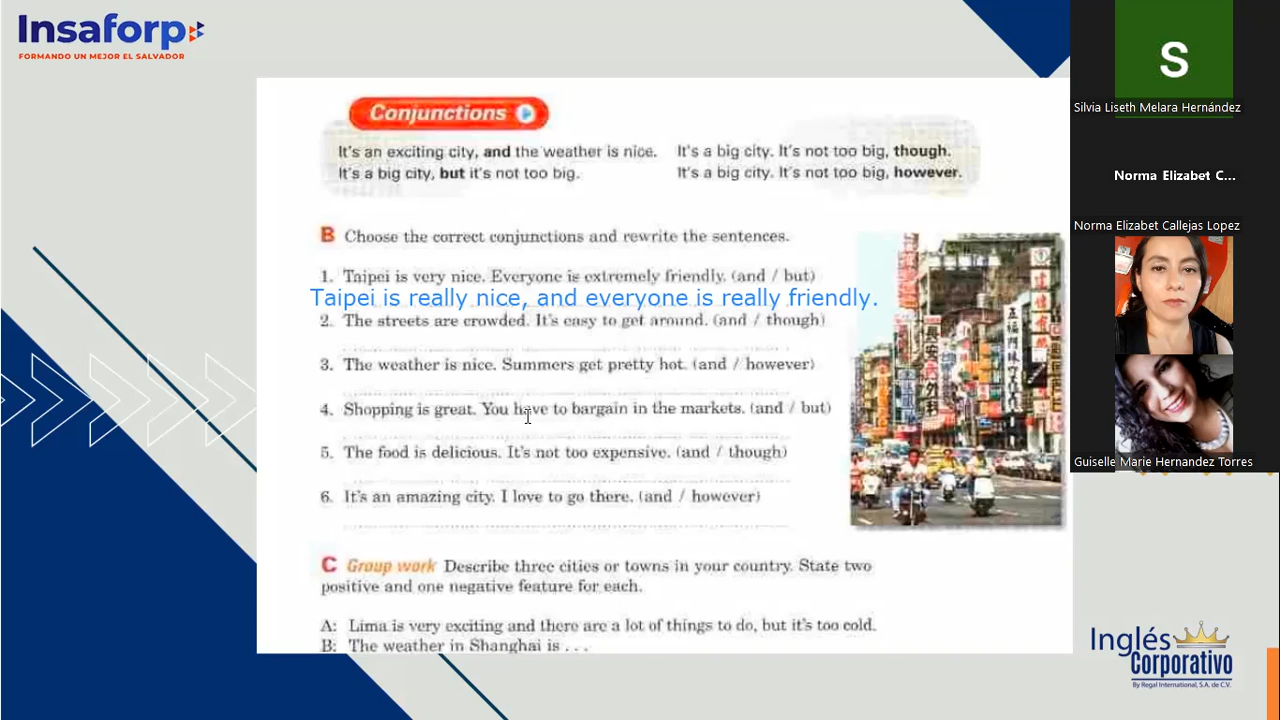 Insaforp
FORMANDO UN MEJOR EL SALVADOR
Conjunctions
It's an exciting city, and the weather is nice.
It's a big city, but it's not too big.
It's a big city. It's not too big, though.
It's a big city. It's not too big, however.
B Choose the correct conjunctions and rewrite the sentences.
1. Taipei is very nice. Everyone is extremely friendly. (and / but)
Taipei is really nice, and everyone is really friendly.
2. The streets are crowded. It's easy to get around. (and / though)
3. The weather is nice. Summers get pretty hot. (and / however)
4. Shopping is great. You have to bargain in the markets. (and / but)
5. The food is delicious. It's not too expensive. (and / though)
6. It's an amazing city. I love to go there. (and / however)
C Group work Describe three cities or towns in your country. State two
positive and one negative feature for each.
A: Lima is very exciting and there are a lot of things to do, but it's too cold.
B: The weather in Shanghai is . . .
S
Silvia Liseth Melara Hernández
Norma Elizabet C...
Norma Elizabet Callejas Lopez
Guiselle Marie Hernandez Torres
Inglés
Corporativo
By Regal International, S.A. de C.V.